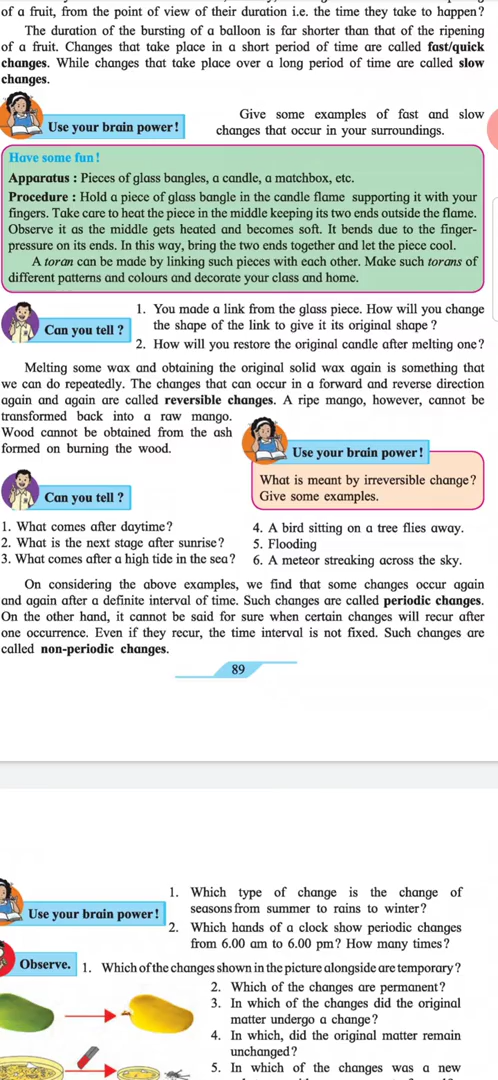 of a fruit, from the point of view of their duration i.e. the time they take to happen?
The duration of the bursting of a balloon is far shorter than that of the ripening
of a fruit. Changes that take place in a short period of time are called fast/quick
changes. While changes that take place over a long period of time are called slow
changes.
Use your brain power!
Give some examples of fast and slow
changes that occur in your surroundings.
Have some fun!
Apparatus : Pieces of glass bangles, a candle, a matchbox, etc.
Procedure : Hold a piece of glass bangle in the candle flame supporting it with your
fingers. Take care to heat the piece in the middle keeping its two ends outside the flame.
Observe it as the middle gets heated and becomes soft. It bends due to the finger-
pressure on its ends. In this way, bring the two ends together and let the piece cool.
A toran can be made by linking such pieces with each other. Make such torans of
different patterns and colours and decorate your class and home.
Can you tell ?
1. You made a link from the glass piece. How will you change
the shape of the link to give it its original shape ?
2. How will you restore the original candle after melting one?
Melting some wax and obtaining the original solid wax again is something that
we can do repeatedly. The changes that can occur in a forward and reverse direction
again and again are called reversible changes. A ripe mango, however, cannot be
transformed back into a raw mango.
Wood cannot be obtained from the ash
formed on burning the wood.
Use your brain power!
What is meant by irreversible change?
Give some examples.
Can you tell ?
1. What comes after daytime?
2. What is the next stage after sunrise?
3. What comes after a high tide in the sea?
4. A bird sitting on a tree flies away.
5. Flooding
6. A meteor streaking across the sky.
On considering the above examples, we find that some changes occur again
and again after a definite interval of time. Such changes are called periodic changes.
On the other hand, it cannot be said for sure when certain changes will recur after
one occurrence. Even if they recur, the time interval is not fixed. Such changes are
called non-periodic changes.
89
Use your brain power!
1. Which type of change is the change of
seasons from summer to rains to winter?
2. Which hands of a clock show periodic changes
from 6.00 am to 6.00 pm? How many times?
Observe.
1. Which of the changes shown in the picture alongside are temporary?
2. Which of the changes are permanent?
3. In which of the changes did the original
matter undergo a change?
4. In which, did the original matter remain
unchanged?
5. In which of the changes was a new